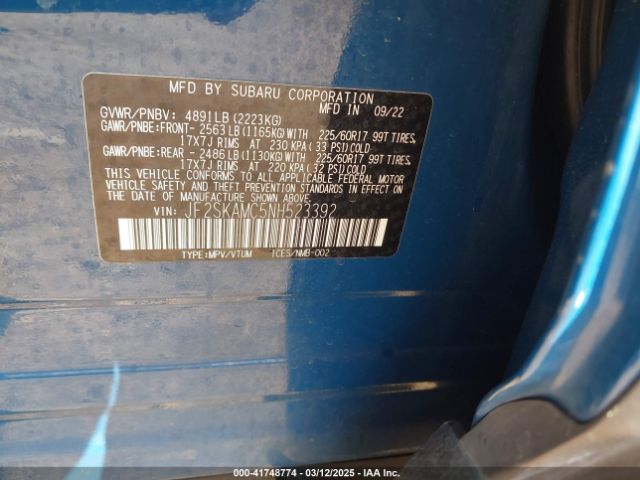 MFD BY SUBARU CORPORATION
MFD IN 09/22
GVWR/PNBV: 4891LB (2223KG)
GAWR/PNBE:FRONT- 2563LB(1165KG)WITH 225/60R17 99T TIRES,
17X7J RIMS AT 230 KPA( 33 PSI)COLD
GAWR/PNBE:REAR - 2486LB(1130KG)WITH 225/60R17 99T TIRES,
17X7J RIMS AT 220 KPA( 32 PSI)COLD
THIS VEHICLE CONFORMS TO ALL APPLICABLE FEDERAL MOTOR
VEHICLE SAFETY AND THEFT PREVENTION STANDARDS IN EFFECT
ON THE DATE OF MANUFACTURE SHOWN ABOVE.
VIN: JF2SKAMC5NH523392
TYPE:MPV/VTUM ICES/NMB-002
000-41748774 — 03/12/2025 — IAA Inc.